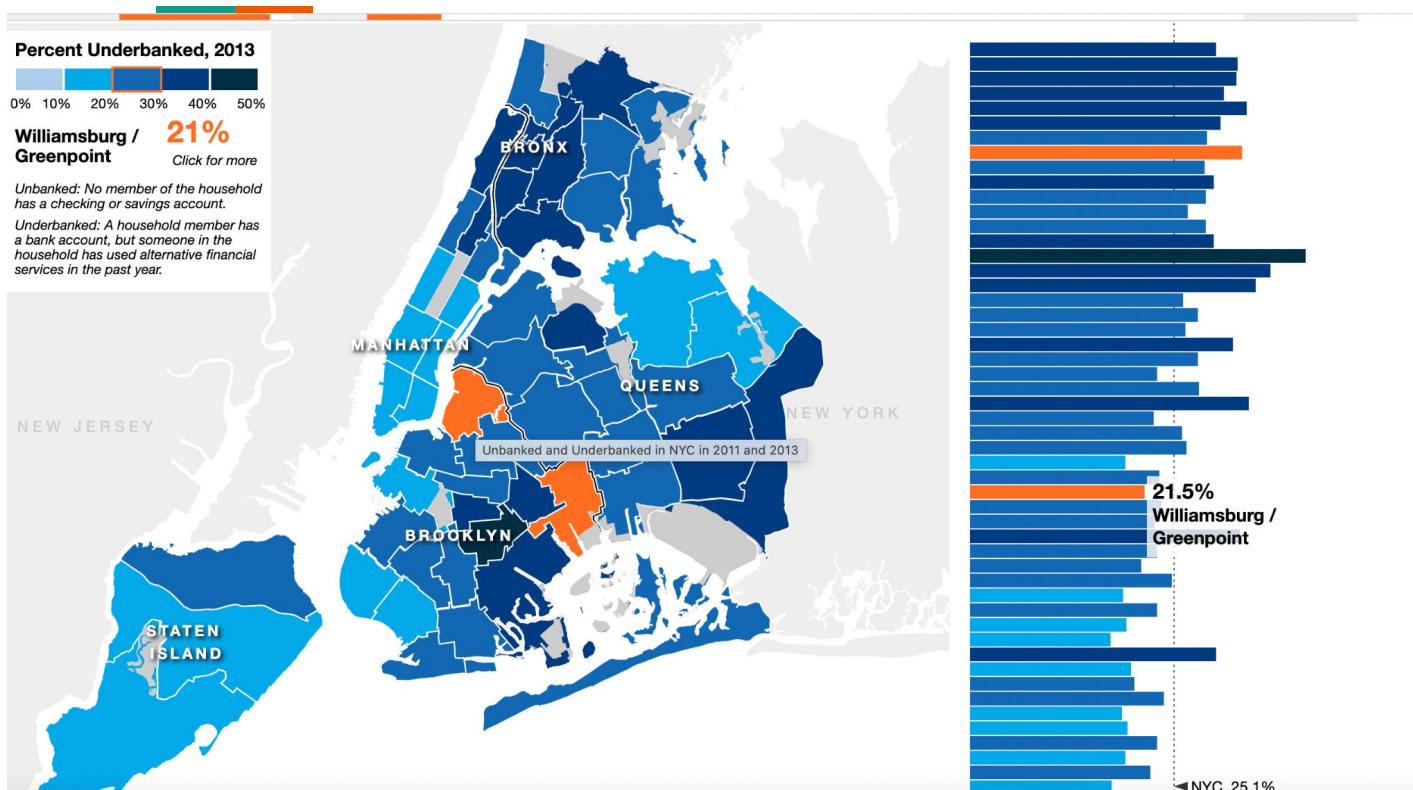 Percent Underbanked, 2013
0% 10% 20% 30% 40% 50%
Williamsburg / 21%
Greenpoint
Click for more
Unbanked: No member of the household
has a checking or savings account.
Underbanked: A household member has
a bank account, but someone in the
household has used alternative financial
services in the past year.
BRONX
MANHATTAN
QUEENS
NEW JERSEY
NEW YORK
Unbanked and Underbanked in NYC in 2011 and 2013
21.5%
Williamsburg /
Greenpoint
BROOKLYN
STATEN
ISLAND
NYC, 25.1%